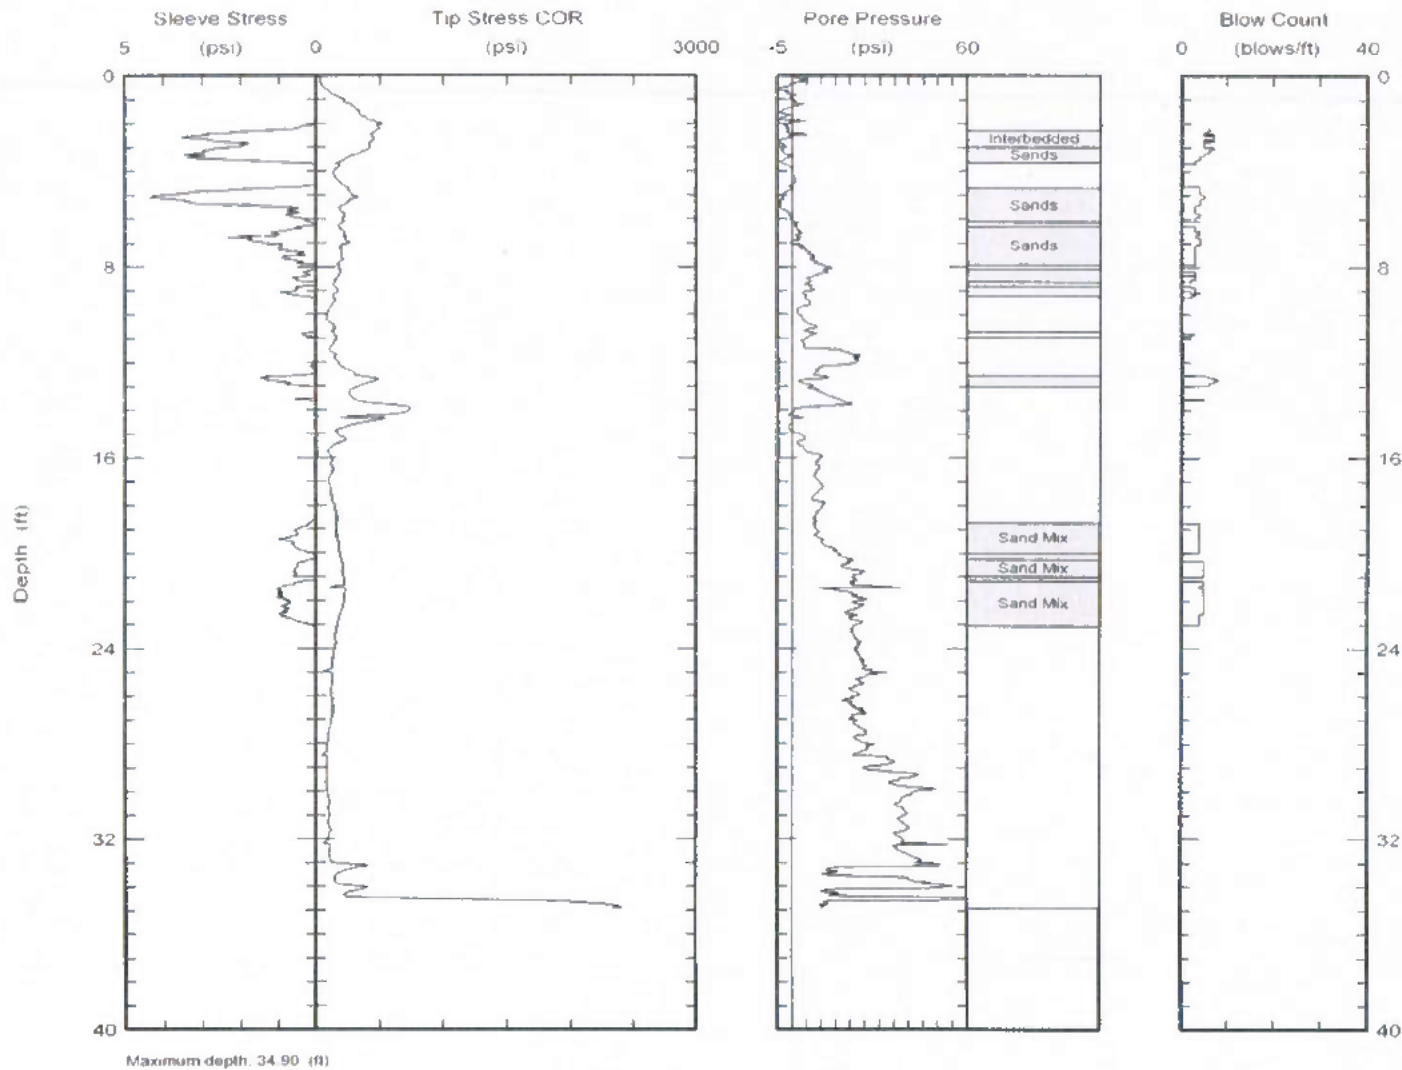 Sleeve Stress Tip Stress COR Pore Pressure Blow Count
5 (psi) 0 (psi) 3000 -5 (psi) 60 0 (blows/ft) 40
0 0
Interbedded
Sands
Sands
Sands
8 8
16 16
Depth (ft)
Sand Mix
Sand Mix
Sand Mix
24 24
32 32
40 40
Maximum depth: 34.90 (ft)